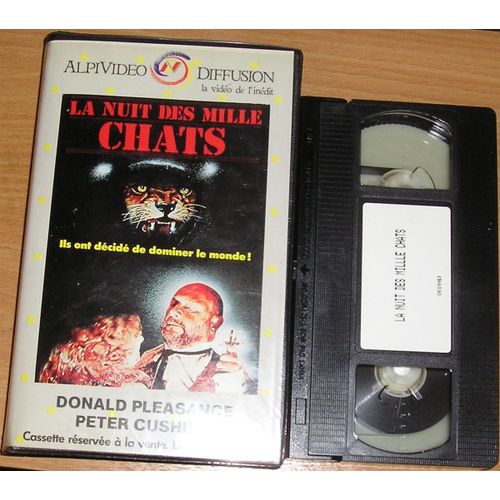 ALPIVIDEO DIFFUSION
la vidéo de l'inédit
LA NUIT DES MILLE
CHATS
Ils ont décidé de dominer le monde!
DONALD PLEASANCE
PETER CUSHI
Cassette réservée à la vente.
LA NUIT DES MILLLE CHATS